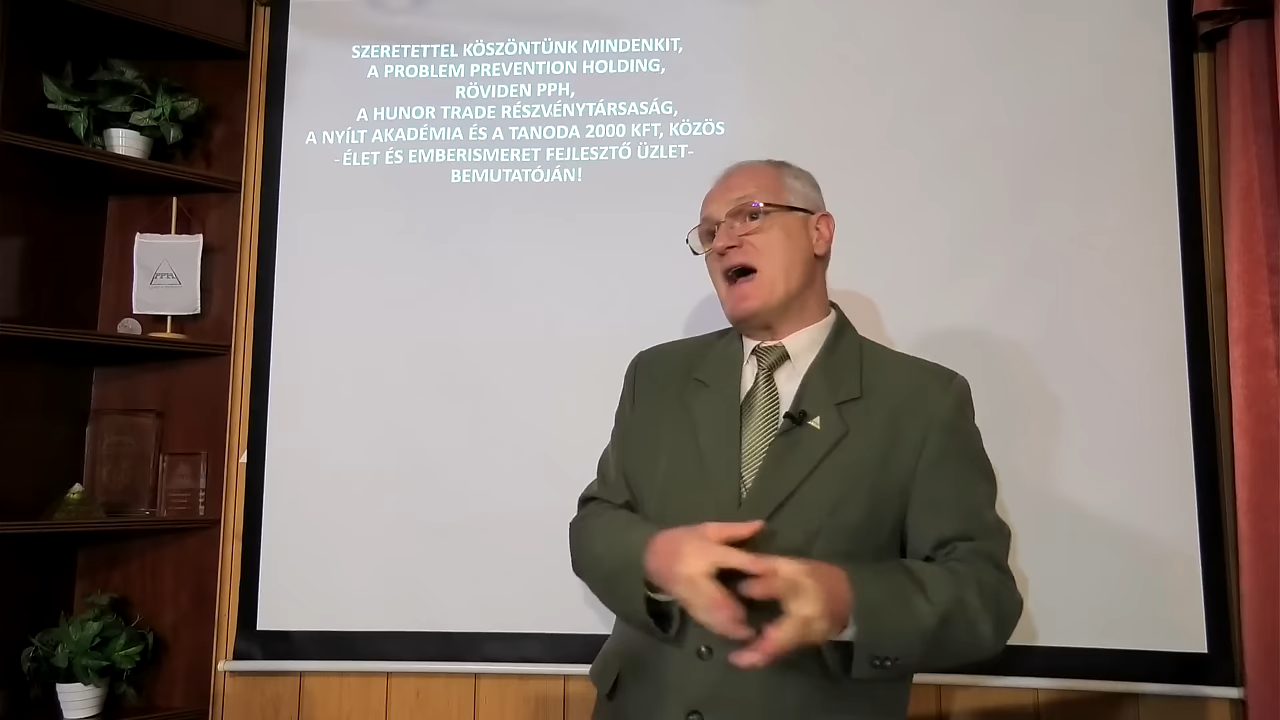 SZERETETTEL KÖSZÖNTÜNK MINDENKIT,
A PROBLEM PREVENTION HOLDING,
RÖVIDEN PPH,
A HUNOR TRADE RÉSZVÉNYTÁRSASÁG,
A NYÍLT AKADÉMIA ÉS A TANODA 2000 KFT, KÖZÖS
- ÉLET ÉS EMBERISMERET FEJLESZTŐ ÜZLET-
BEMUTATÓJÁN!
PPH